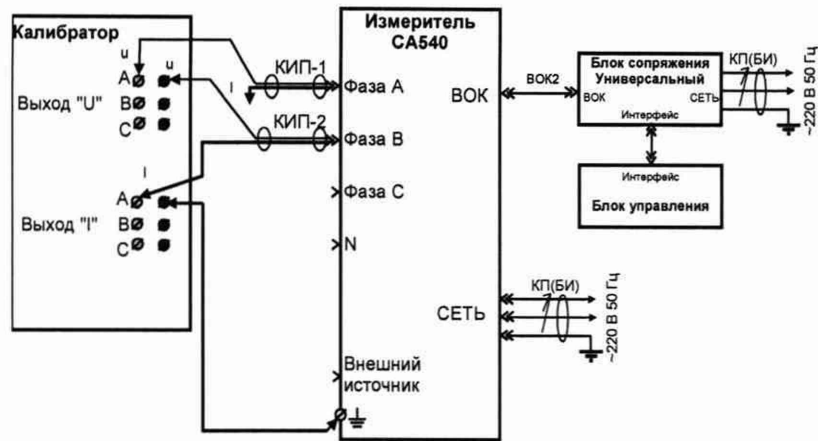 Калибратор
u
u
A
Выход "U"
B
C
I
A
Выход "I"
B
C
КИП-1
I
КИП-2
Измеритель
CA540
Фаза A
Фаза B
Фаза C
N
Внешний
источник
ВОК
СЕТЬ
ВОК2
Блок сопряжения
Универсальный
ВОК
СЕТЬ
Интерфейс
КП(БИ)
~220 В 50 Гц
Интерфейс
Блок управления
КП(БИ)
~220 В 50 Гц